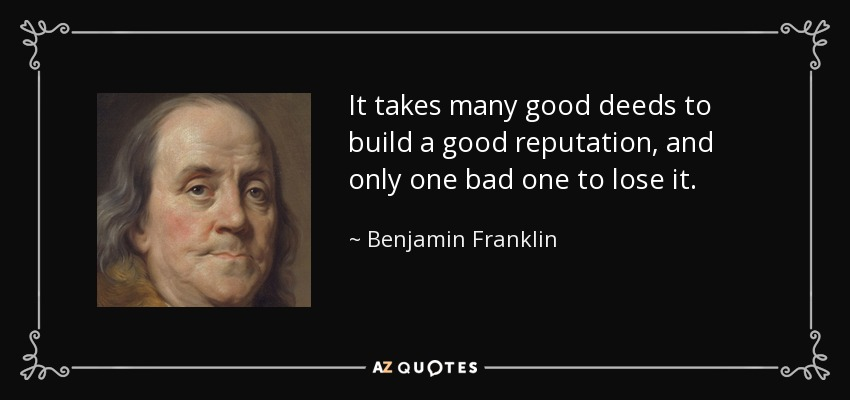 It takes many good deeds to
build a good reputation, and
only one bad one to lose it.
~ Benjamin Franklin
AZ QUOTES